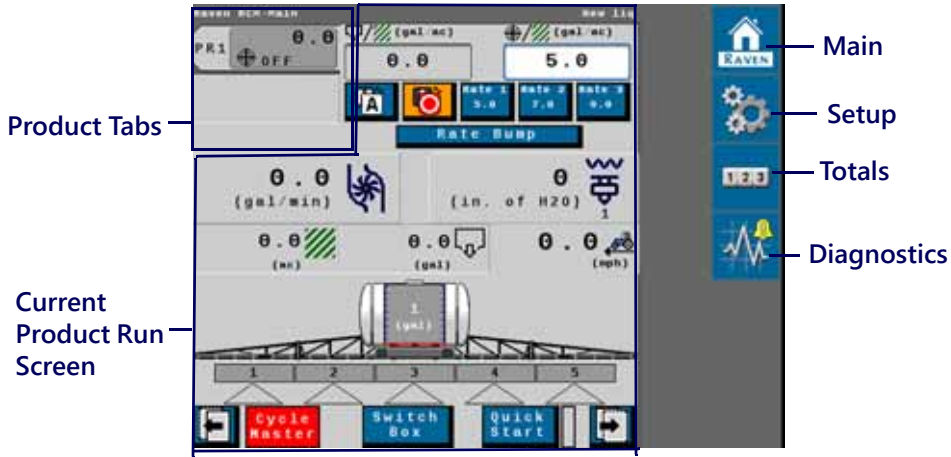 Raven RCM-Main
New liq
PR1 0.0
OFF
(gal/ac)
(gal/ac)
0.0
5.0
A
Rate 1
5.0
Rate 2
7.0
Rate 3
Rate Bump
0.0
(gal/min)
0
(in. of H2O)
1
0.0
(ac)
0.0
(gal)
0.0
(mph)
1
(gal)
1 2 3 4 5
Cycle
Master
Switch
Box
Quick
Start
RAVEN
1 2 3
Product Tabs
Current
Product Run
Screen
Main
Setup
Totals
Diagnostics